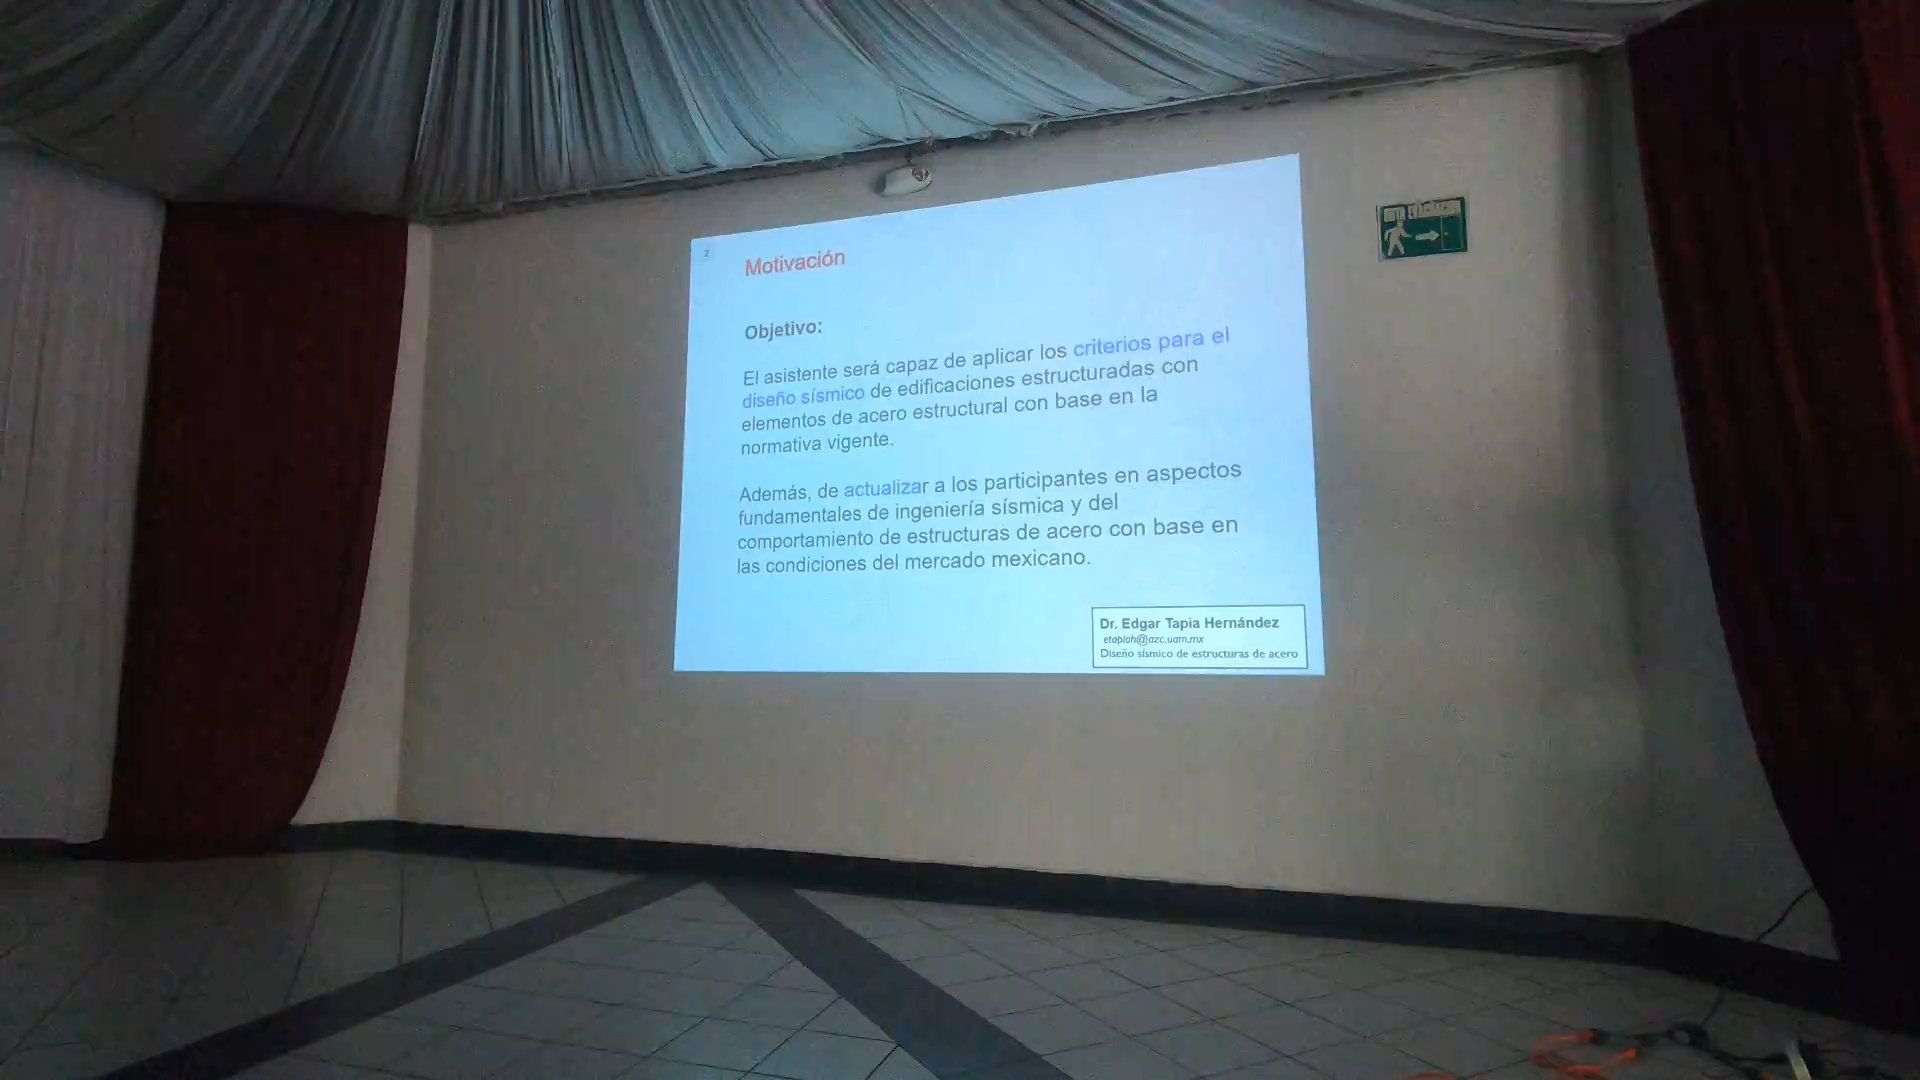 2
Motivación
Objetivo:
El asistente será capaz de aplicar los criterios para el
diseño sísmico de edificaciones estructuradas con
elementos de acero estructural con base en la
normativa vigente.
Además, de actualizar a los participantes en aspectos
fundamentales de ingeniería sísmica y del
comportamiento de estructuras de acero con base en
las condiciones del mercado mexicano.
Dr. Edgar Tapia Hernández
etapiah@azc.uam.mx
Diseño sísmico de estructuras de acero